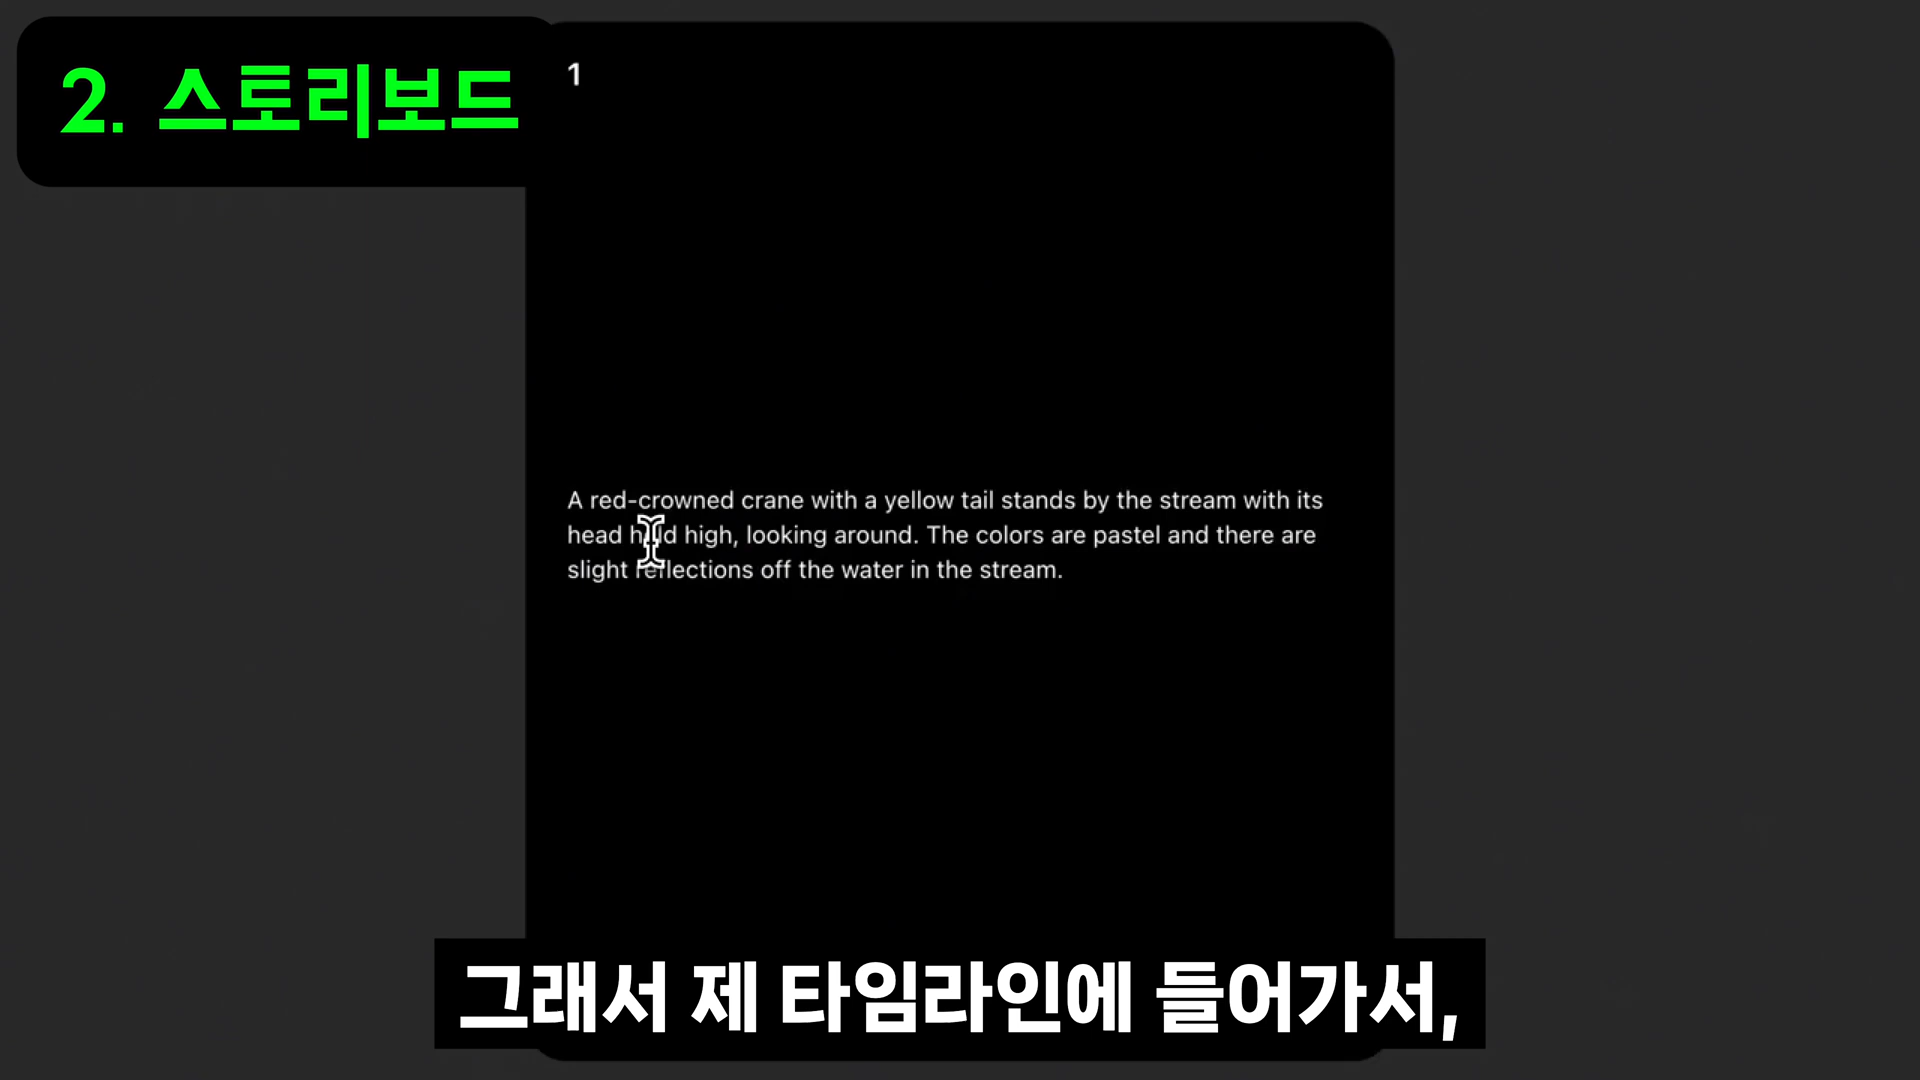 2. 스토리보드
1
A red-crowned crane with a yellow tail stands by the stream with its
head held high, looking around. The colors are pastel and there are
slight reflections off the water in the stream.
그래서 제 타임라인에 들어가서,